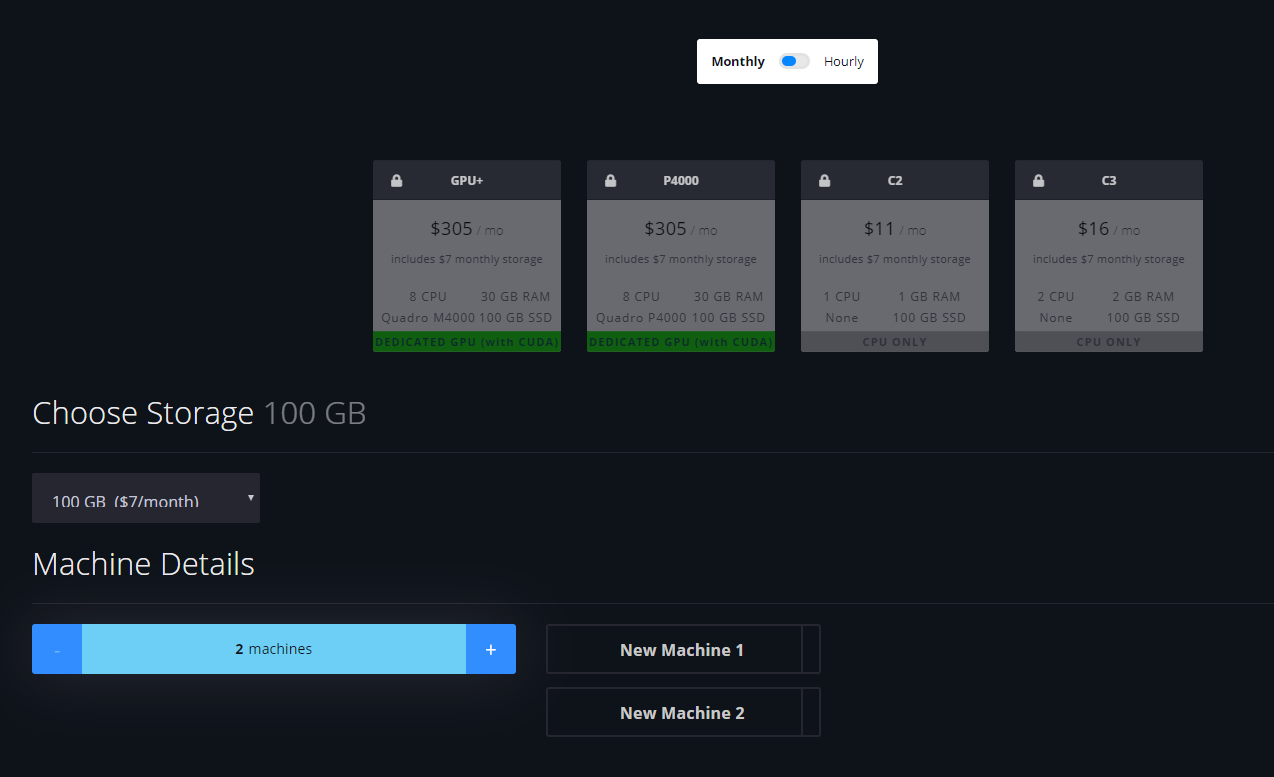 Monthly Hourly
GPU+ P4000 C2 C3
$305 / mo $305 / mo $11 / mo $16 / mo
includes $7 monthly storage includes $7 monthly storage includes $7 monthly storage includes $7 monthly storage
8 CPU 30 GB RAM 8 CPU 30 GB RAM 1 CPU 1 GB RAM 2 CPU 2 GB RAM
Quadro M4000 100 GB SSD Quadro P4000 100 GB SSD None 100 GB SSD None 100 GB SSD
DEDICATED GPU (with CUDA) DEDICATED GPU (with CUDA) CPU ONLY CPU ONLY
Choose Storage 100 GB
100 GB ($7/month)
Machine Details
- 2 machines + New Machine 1
New Machine 2